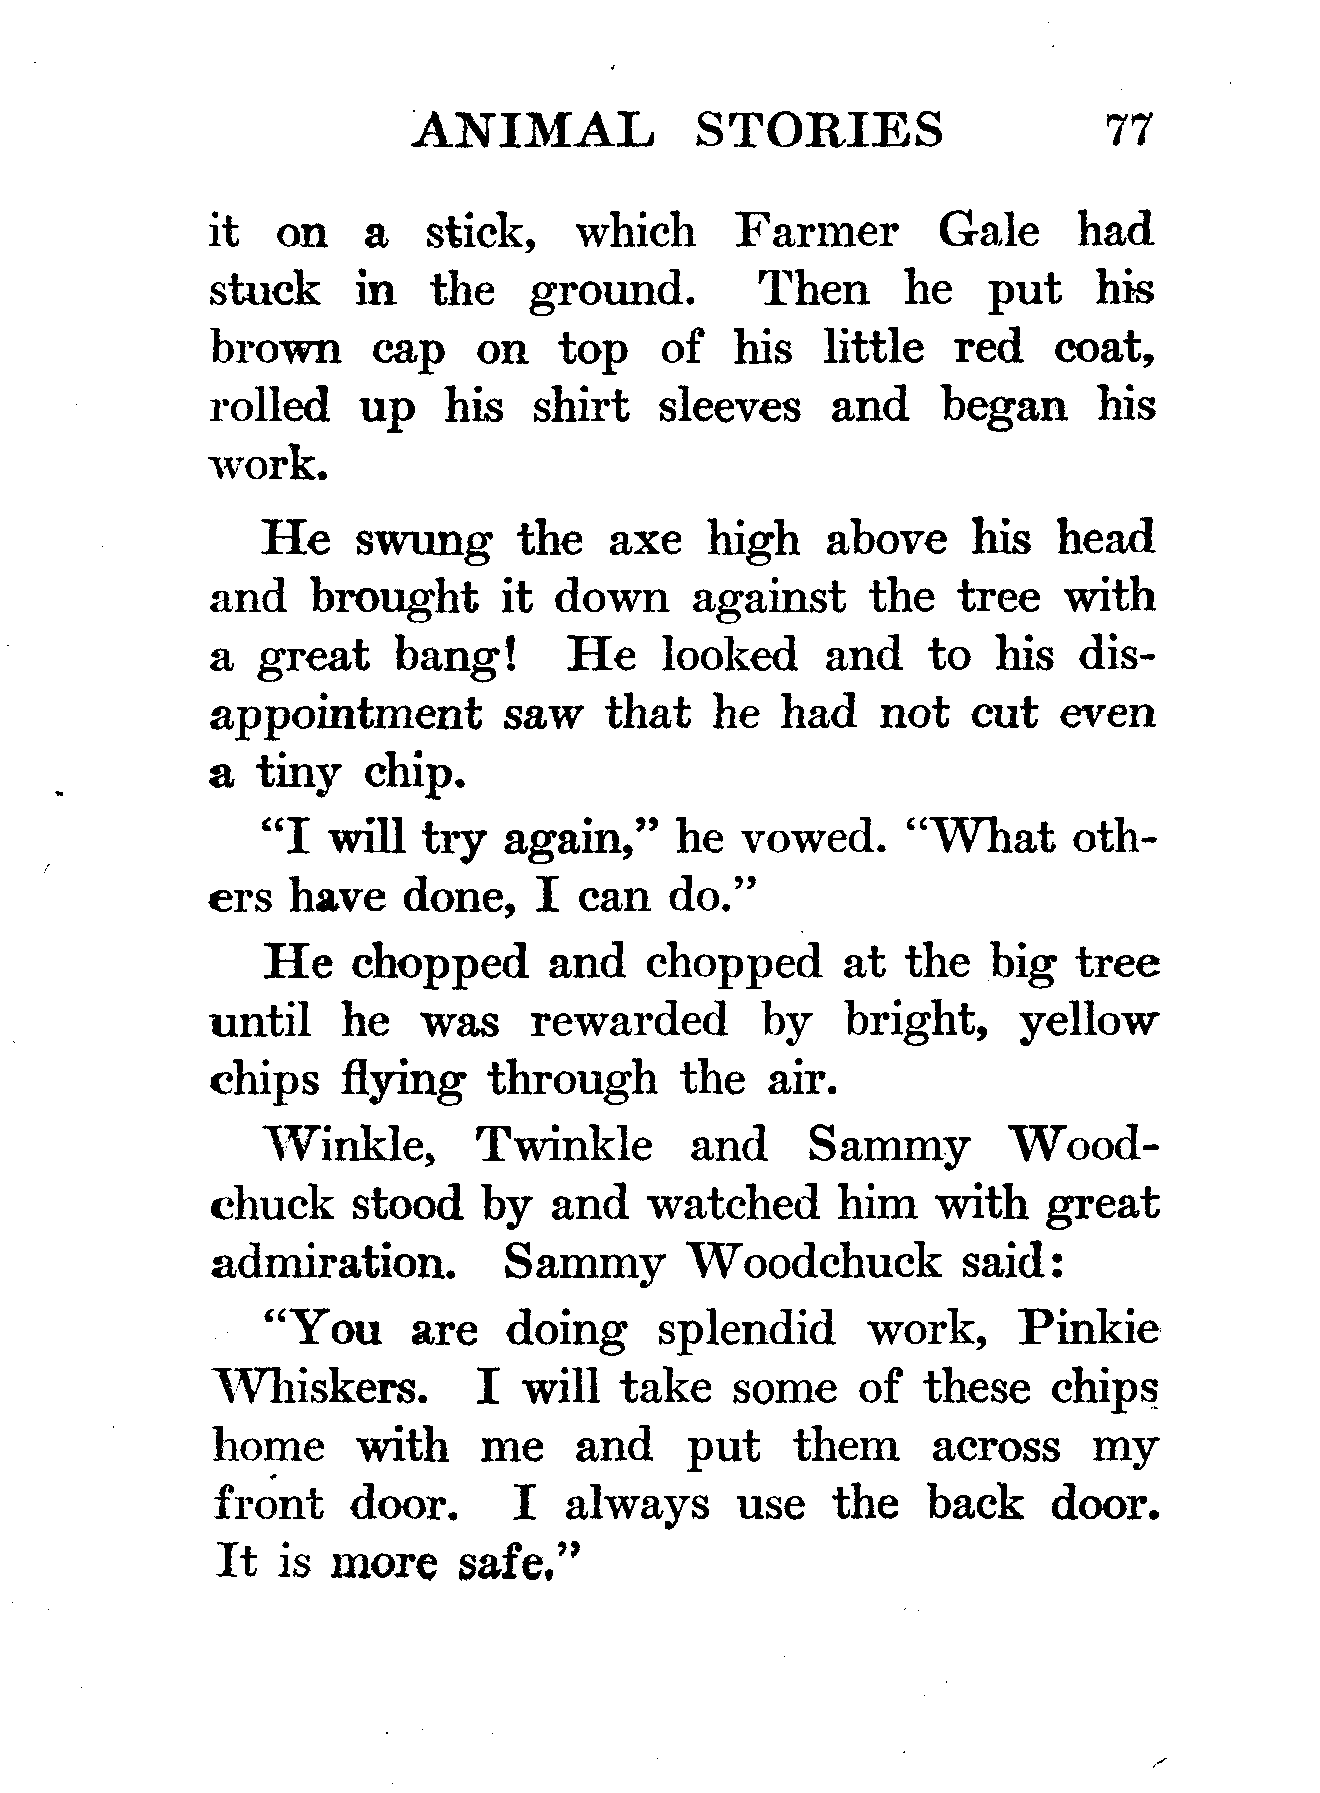 ANIMAL STORIES 77
it on a stick, which Farmer Gale had
stuck in the ground. Then he put his
brown cap on top of his little red coat,
rolled up his shirt sleeves and began his
work.
He swung the axe high above his head
and brought it down against the tree with
a great bang! He looked and to his dis-
appointment saw that he had not cut even
a tiny chip.
“I will try again,” he vowed. “What oth-
ers have done, I can do.”
He chopped and chopped at the big tree
until he was rewarded by bright, yellow
chips flying through the air.
Winkle, Twinkle and Sammy Wood-
chuck stood by and watched him with great
admiration. Sammy Woodchuck said:
“You are doing splendid work, Pinkie
Whiskers. I will take some of these chips
home with me and put them across my
front door. I always use the back door.
It is more safe.”